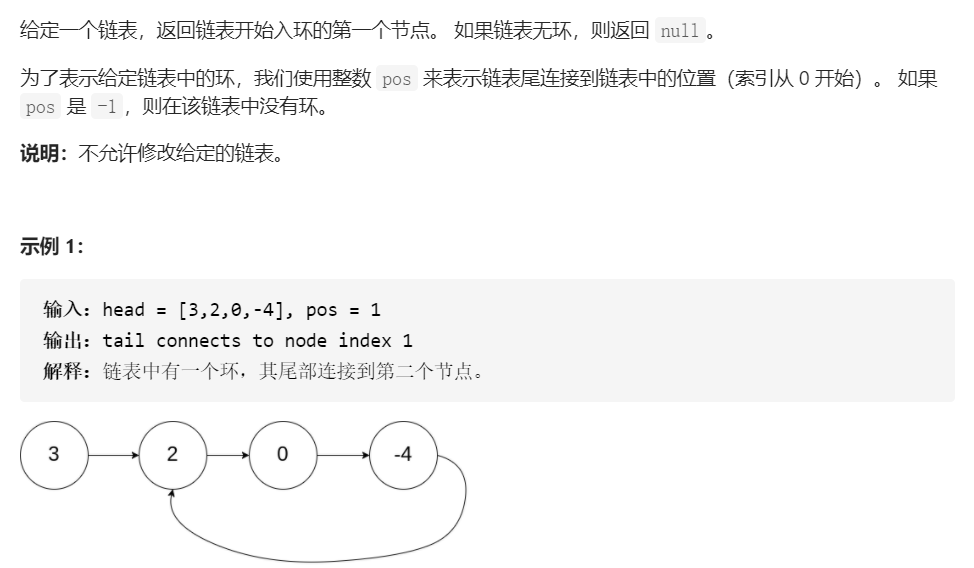 给定一个链表，返回链表开始入环的第一个节点。 如果链表无环，则返回 null。
为了表示给定链表中的环，我们使用整数 pos 来表示链表尾连接到链表中的位置（索引从 0 开始）。 如果
pos 是 -1，则在该链表中没有环。
说明：不允许修改给定的链表。
示例 1：
输入：head = [3,2,0,-4], pos = 1
输出：tail connects to node index 1
解释：链表中有一个环，其尾部连接到第二个节点。
3 2 0 -4